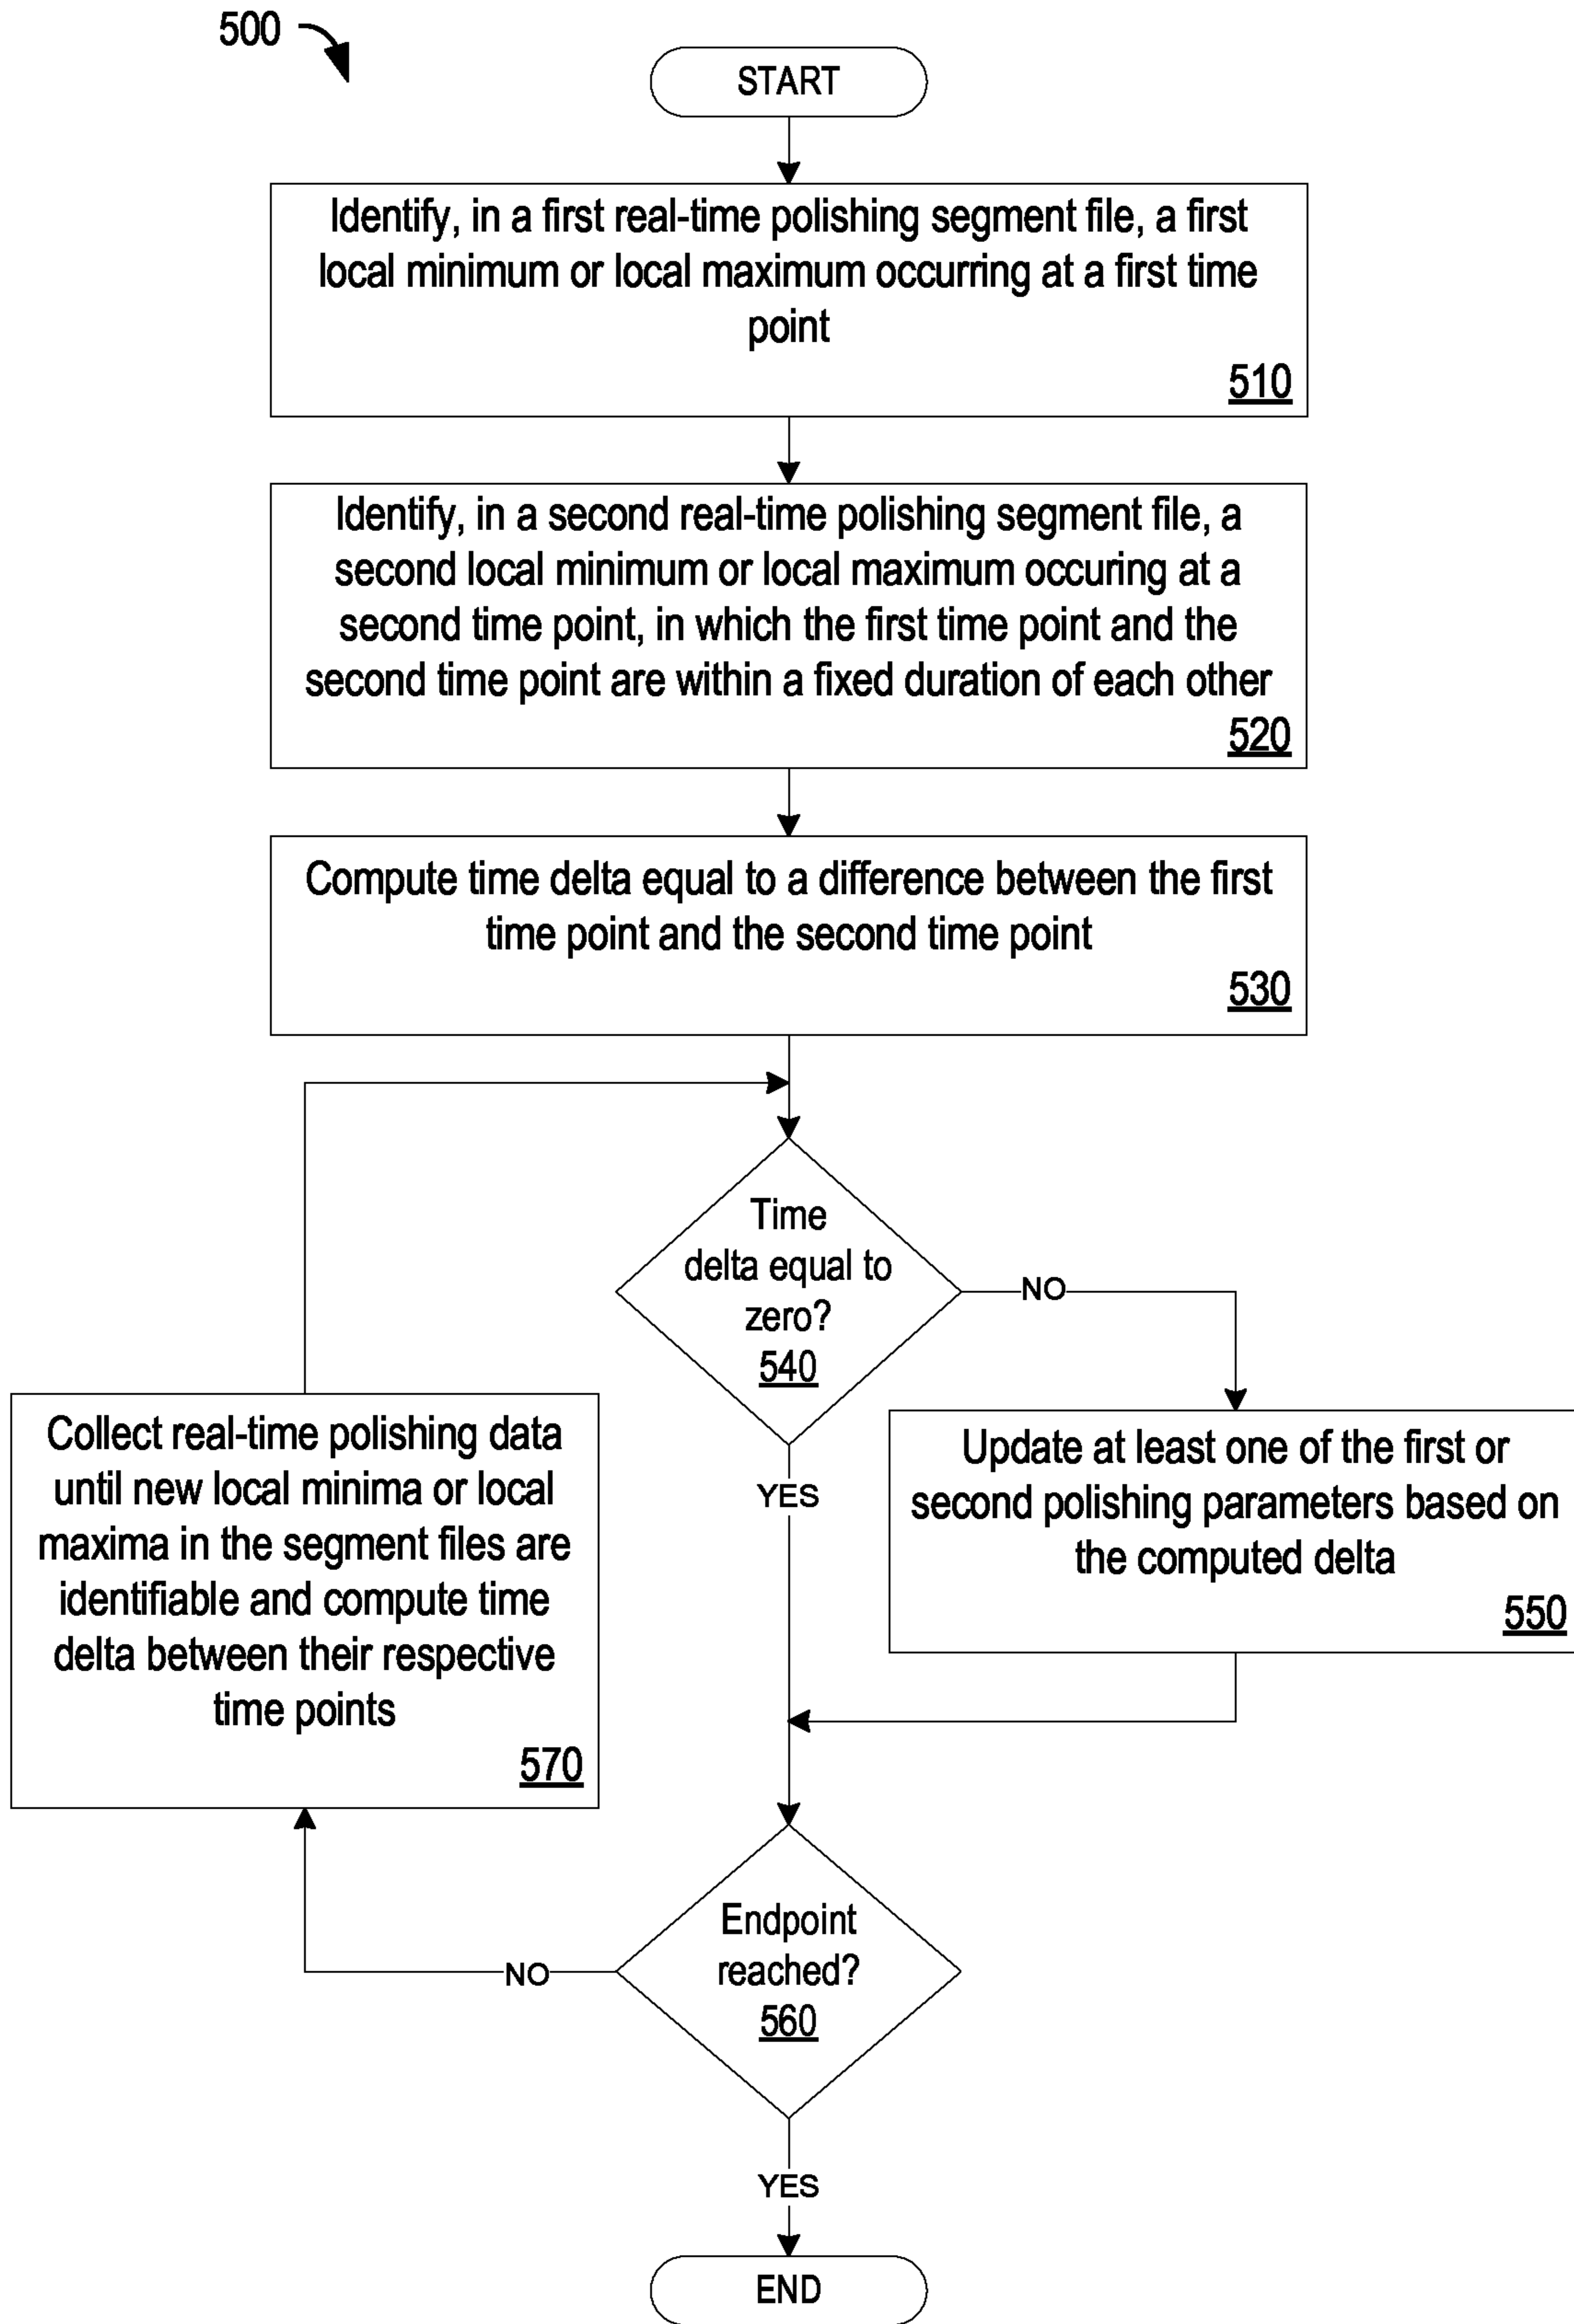 500
START
Identify, in a first real-time polishing segment file, a first
local minimum or local maximum occurring at a first time
point
510
Identify, in a second real-time polishing segment file, a
second local minimum or local maximum occuring at a
second time point, in which the first time point and the
second time point are within a fixed duration of each other
520
Compute time delta equal to a difference between the first
time point and the second time point
530
Time
delta equal to
zero?
540
NO
YES
Update at least one of the first or
second polishing parameters based on
the computed delta
550
Collect real-time polishing data
until new local minima or local
maxima in the segment files are
identifiable and compute time
delta between their respective
time points
570
Endpoint
reached?
560
NO
YES
END